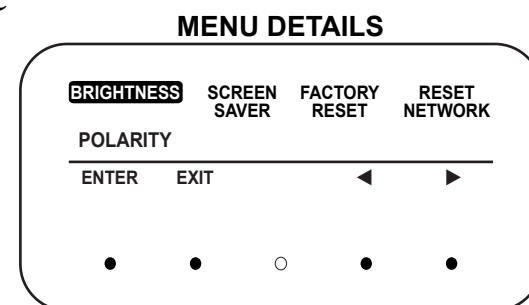 MENU DETAILS
BRIGHTNESS SCREEN SAVER FACTORY RESET RESET NETWORK
POLARITY
ENTER EXIT ◀ ▶